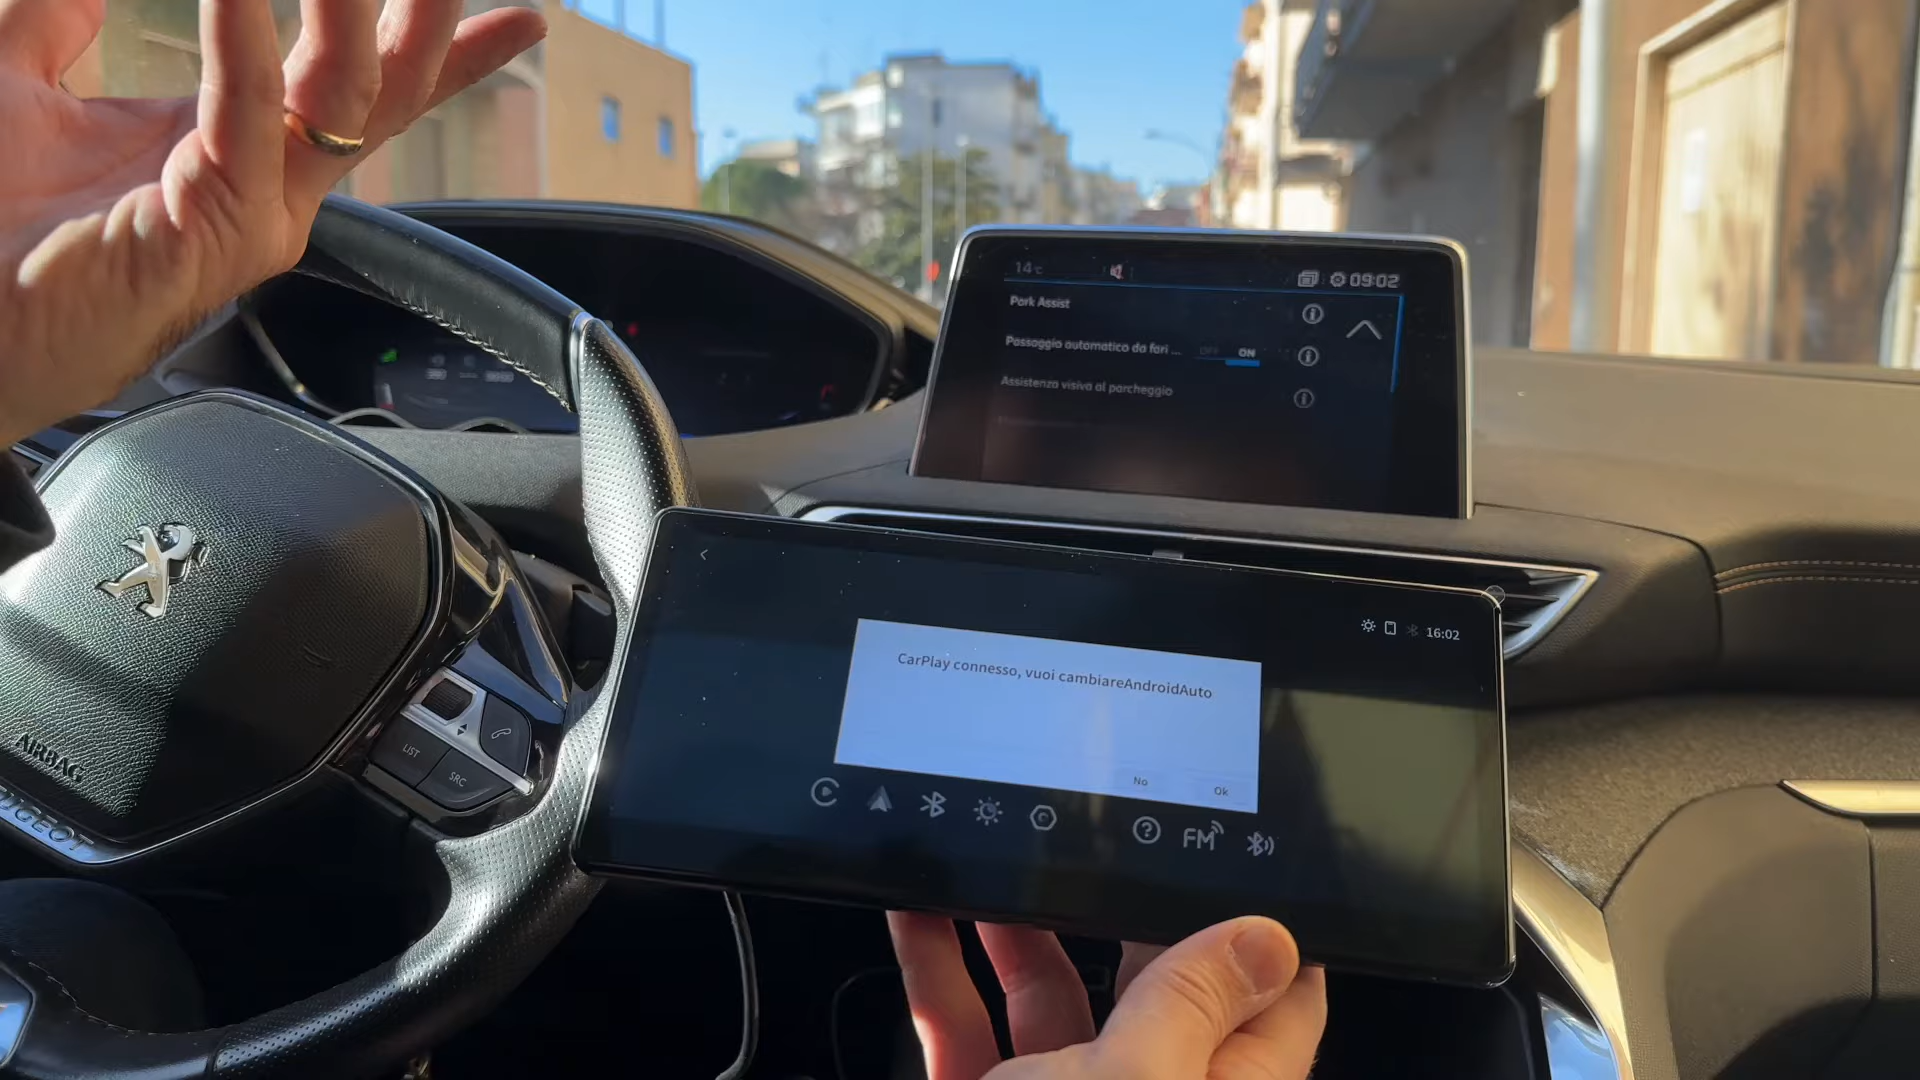 14°C
09:02
Park Assist
Passaggio automatico da fari ...
OFF ON
Assistenza visiva al parcheggio
16:02
CarPlay connesso, vuoi cambiareAndroidAuto
No
Ok
FM
LIST
SRC
AIRBAG
PEUGEOT